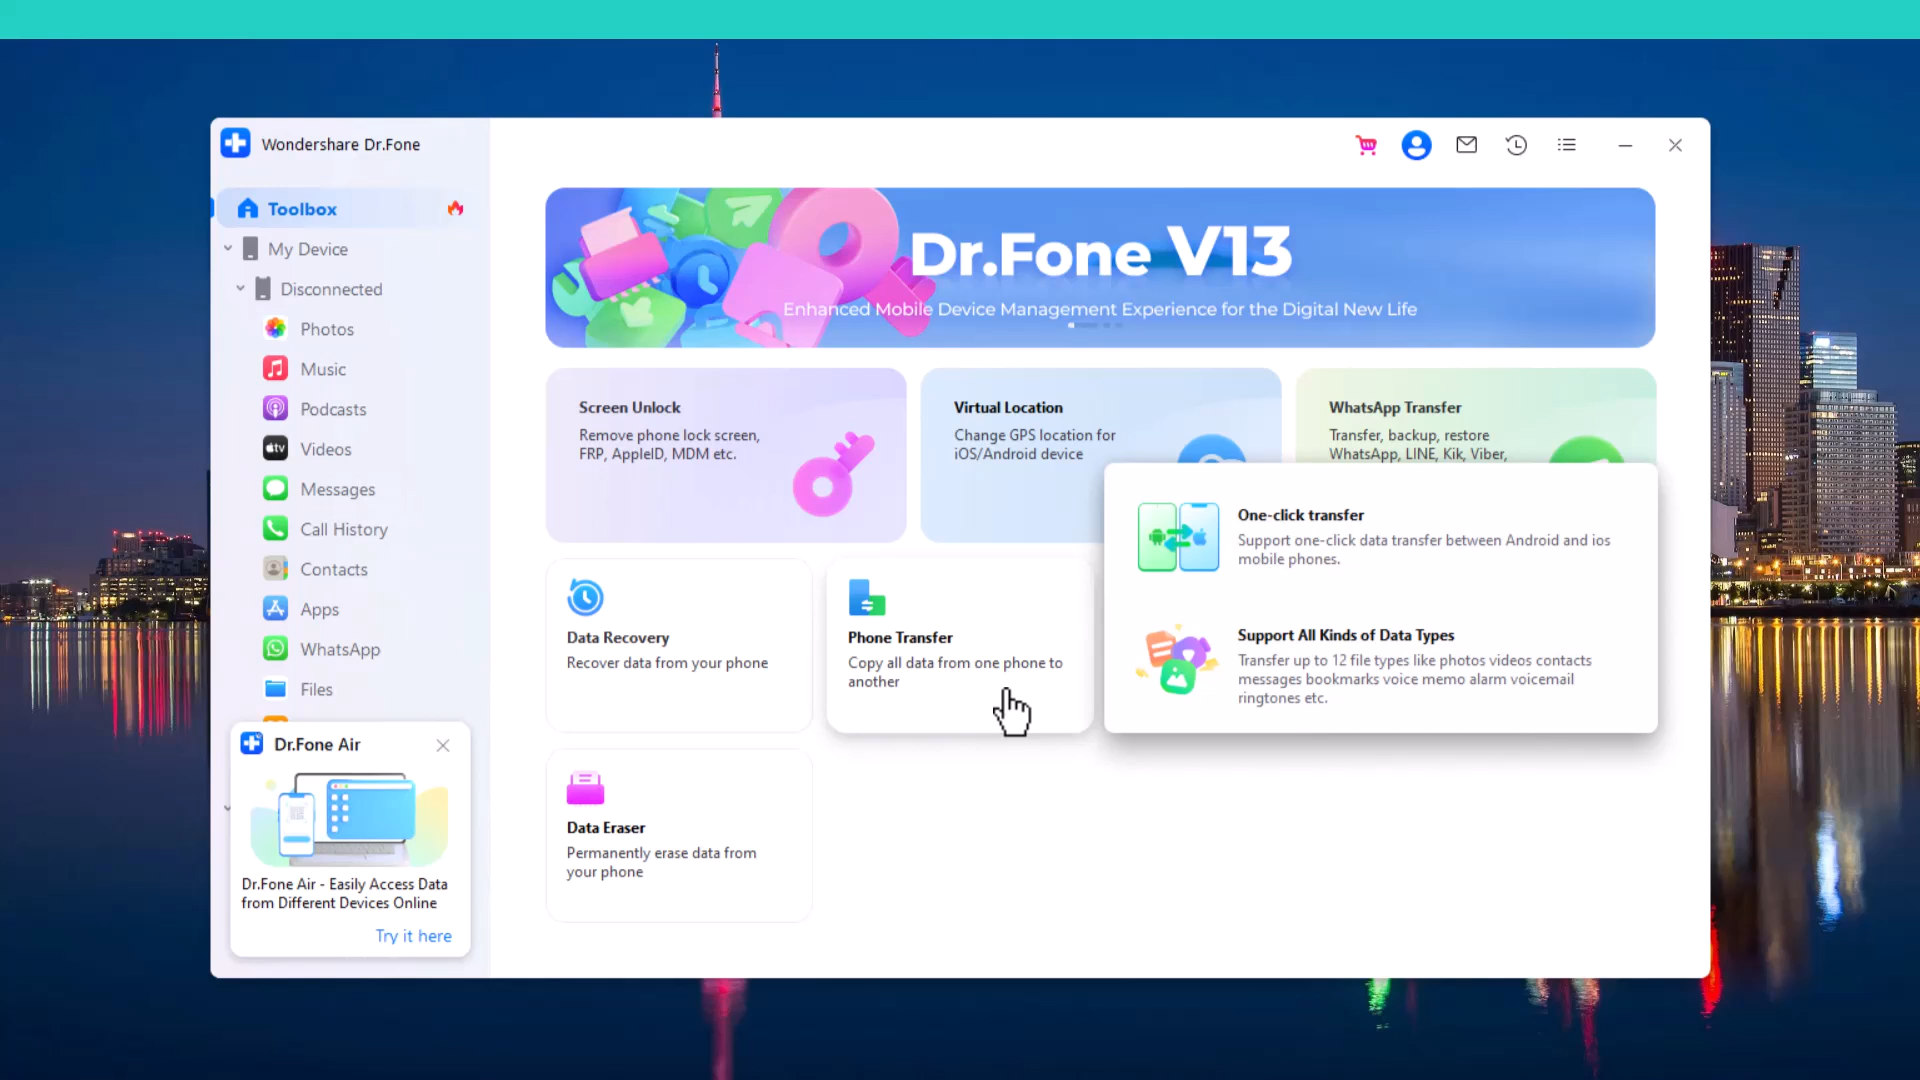 Wondershare Dr.Fone
Toolbox
My Device
Disconnected
Photos
Music
Podcasts
tv
Videos
Messages
Call History
Contacts
Apps
WhatsApp
Files
Dr.Fone Air
Dr.Fone Air - Easily Access Data
from Different Devices Online
Try it here
Dr.Fone V13
Enhanced Mobile Device Management Experience for the Digital New Life
Screen Unlock
Remove phone lock screen,
FRP, AppleID, MDM etc.
Virtual Location
Change GPS location for
iOS/Android device
WhatsApp Transfer
Transfer, backup, restore
WhatsApp, LINE, Kik, Viber,
Data Recovery
Recover data from your phone
Phone Transfer
Copy all data from one phone to
another
One-click transfer
Support one-click data transfer between Android and ios
mobile phones.
Support All Kinds of Data Types
Transfer up to 12 file types like photos videos contacts
messages bookmarks voice memo alarm voicemail
ringtones etc.
Data Eraser
Permanently erase data from
your phone